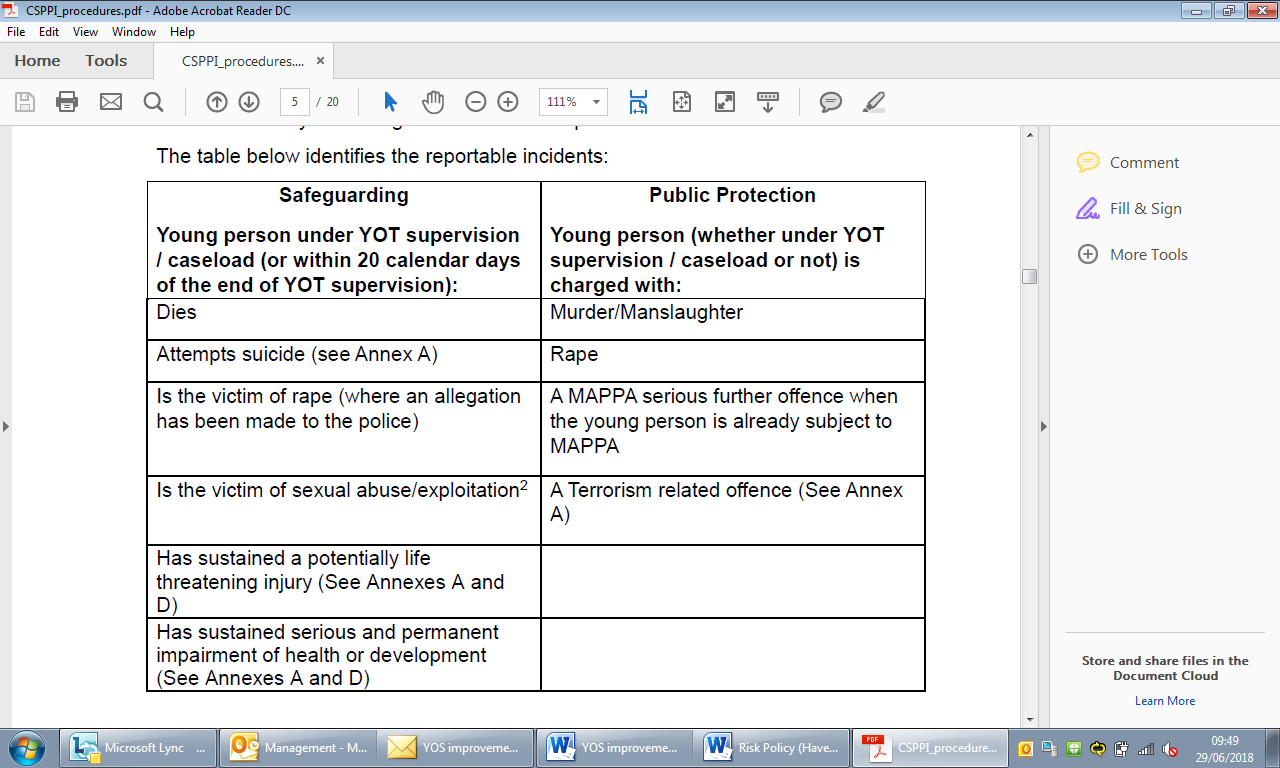 CSPPI_procedures.pdf - Adobe Acrobat Reader DC
File Edit View Window Help
Home Tools CSPPI_procedures.... ×
5 / 20 111%
The table below identifies the reportable incidents:
Safeguarding
Young person under YOT supervision
/ caseload (or within 20 calendar days
of the end of YOT supervision):
Public Protection
Young person (whether under YOT
supervision / caseload or not) is
charged with:
Dies
Murder/Manslaughter
Attempts suicide (see Annex A)
Rape
Is the victim of rape (where an allegation
has been made to the police)
A MAPPA serious further offence when
the young person is already subject to
MAPPA
Is the victim of sexual abuse/exploitation2
A Terrorism related offence (See Annex
A)
Has sustained a potentially life
threatening injury (See Annexes A and
D)
Has sustained serious and permanent
impairment of health or development
(See Annexes A and D)
Comment
Fill & Sign
More Tools
Store and share files in the
Document Cloud
Learn More
Microsoft Lync ... Management - M... YOS improveme... YOS improveme... Risk Policy (Have... CSPPI_procedure... 09:49
29/06/2018